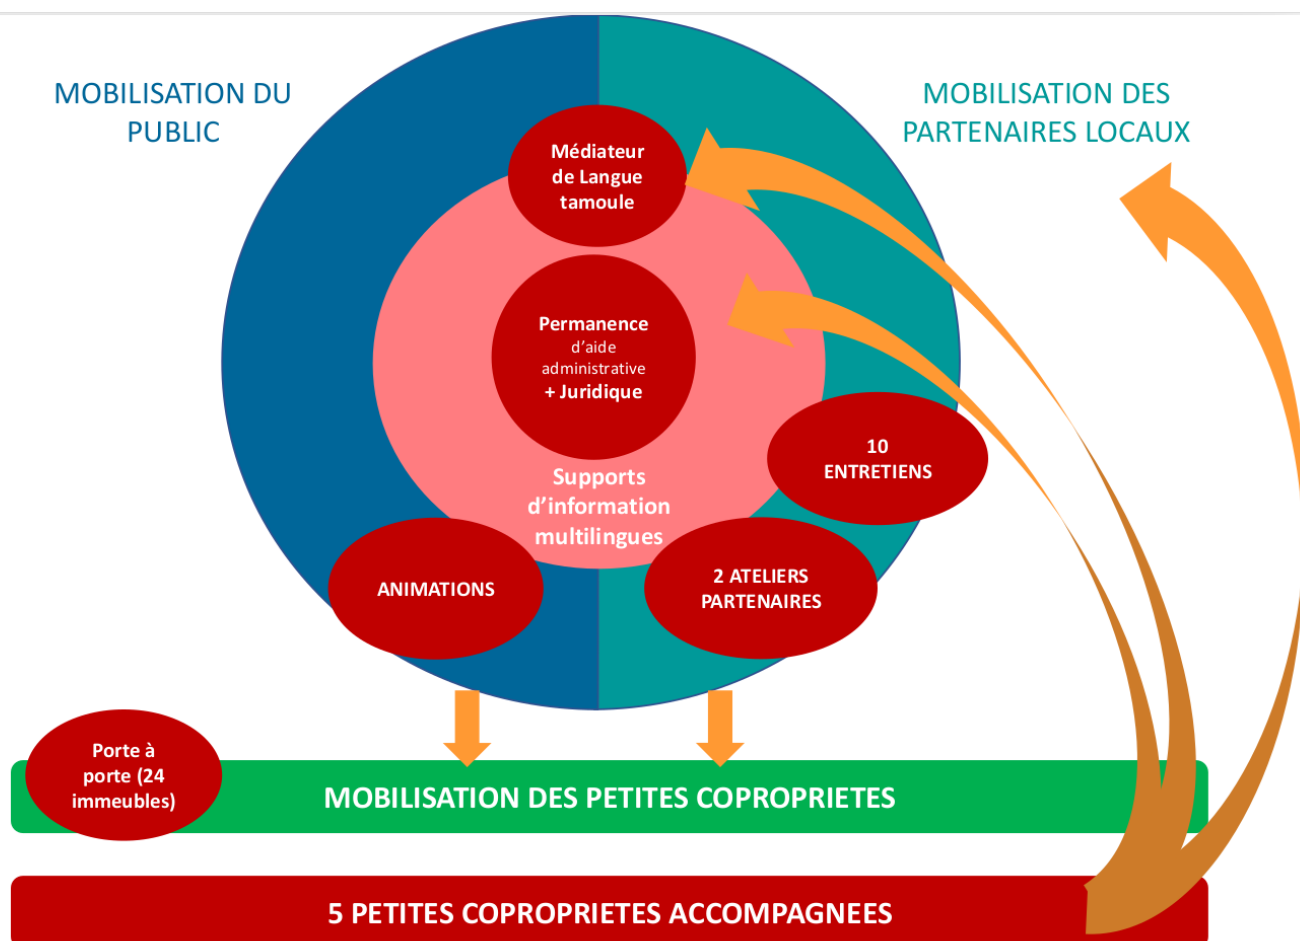 MOBILISATION DU
PUBLIC
MOBILISATION DES
PARTENAIRES LOCAUX
Médiateur
de Langue
tamoule
Permanence
d’aide
administrative
+ Juridique
10
ENTRETIENS
Supports
d’information
multilingues
ANIMATIONS
2 ATELIERS
PARTENAIRES
Porte à
porte (24
immeubles)
MOBILISATION DES PETITES COPROPRIETES
5 PETITES COPROPRIETES ACCOMPAGNEES